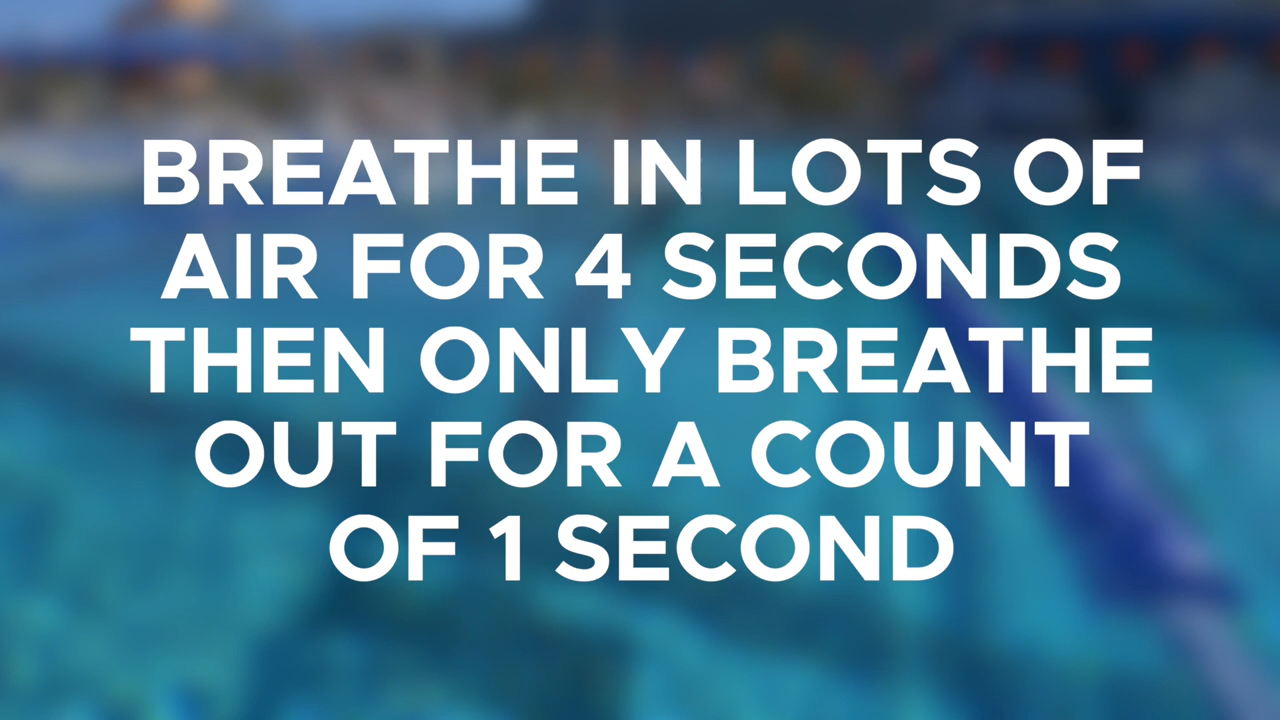 BREATHE IN LOTS OF
AIR FOR 4 SECONDS
THEN ONLY BREATHE
OUT FOR A COUNT
OF 1 SECOND